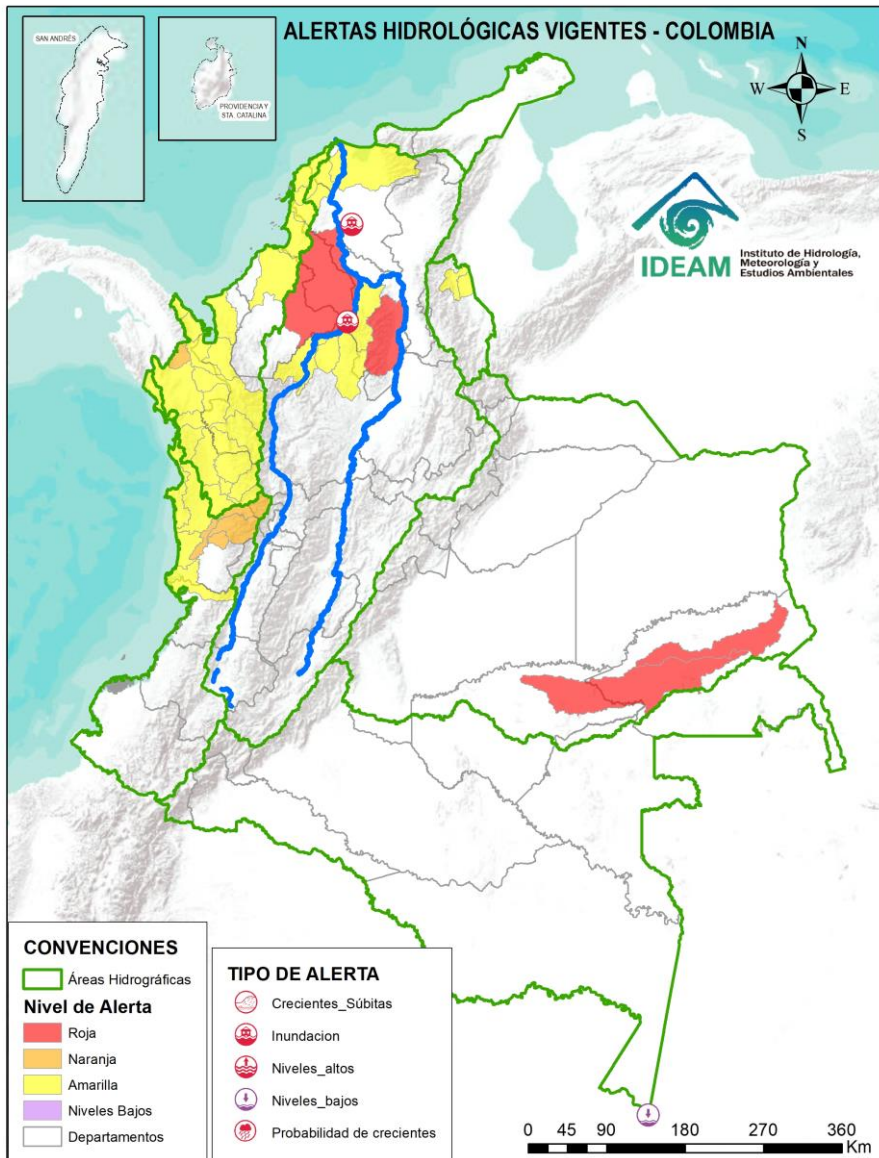 ALERTAS HIDROLÓGICAS VIGENTES - COLOMBIA
SAN ANDRÉS
PROVIDENCIA Y
STA. CATALINA
N
W
E
S
IDEAM
Instituto de Hidrología,
Meteorología y
Estudios Ambientales
CONVENCIONES
Áreas Hidrográficas
Nivel de Alerta
Roja
Naranja
Amarilla
Niveles Bajos
Departamentos
TIPO DE ALERTA
Crecientes_Súbitas
Inundacion
Niveles_altos
Niveles_bajos
Probabilidad de crecientes
0 45 90 180 270 360
Km